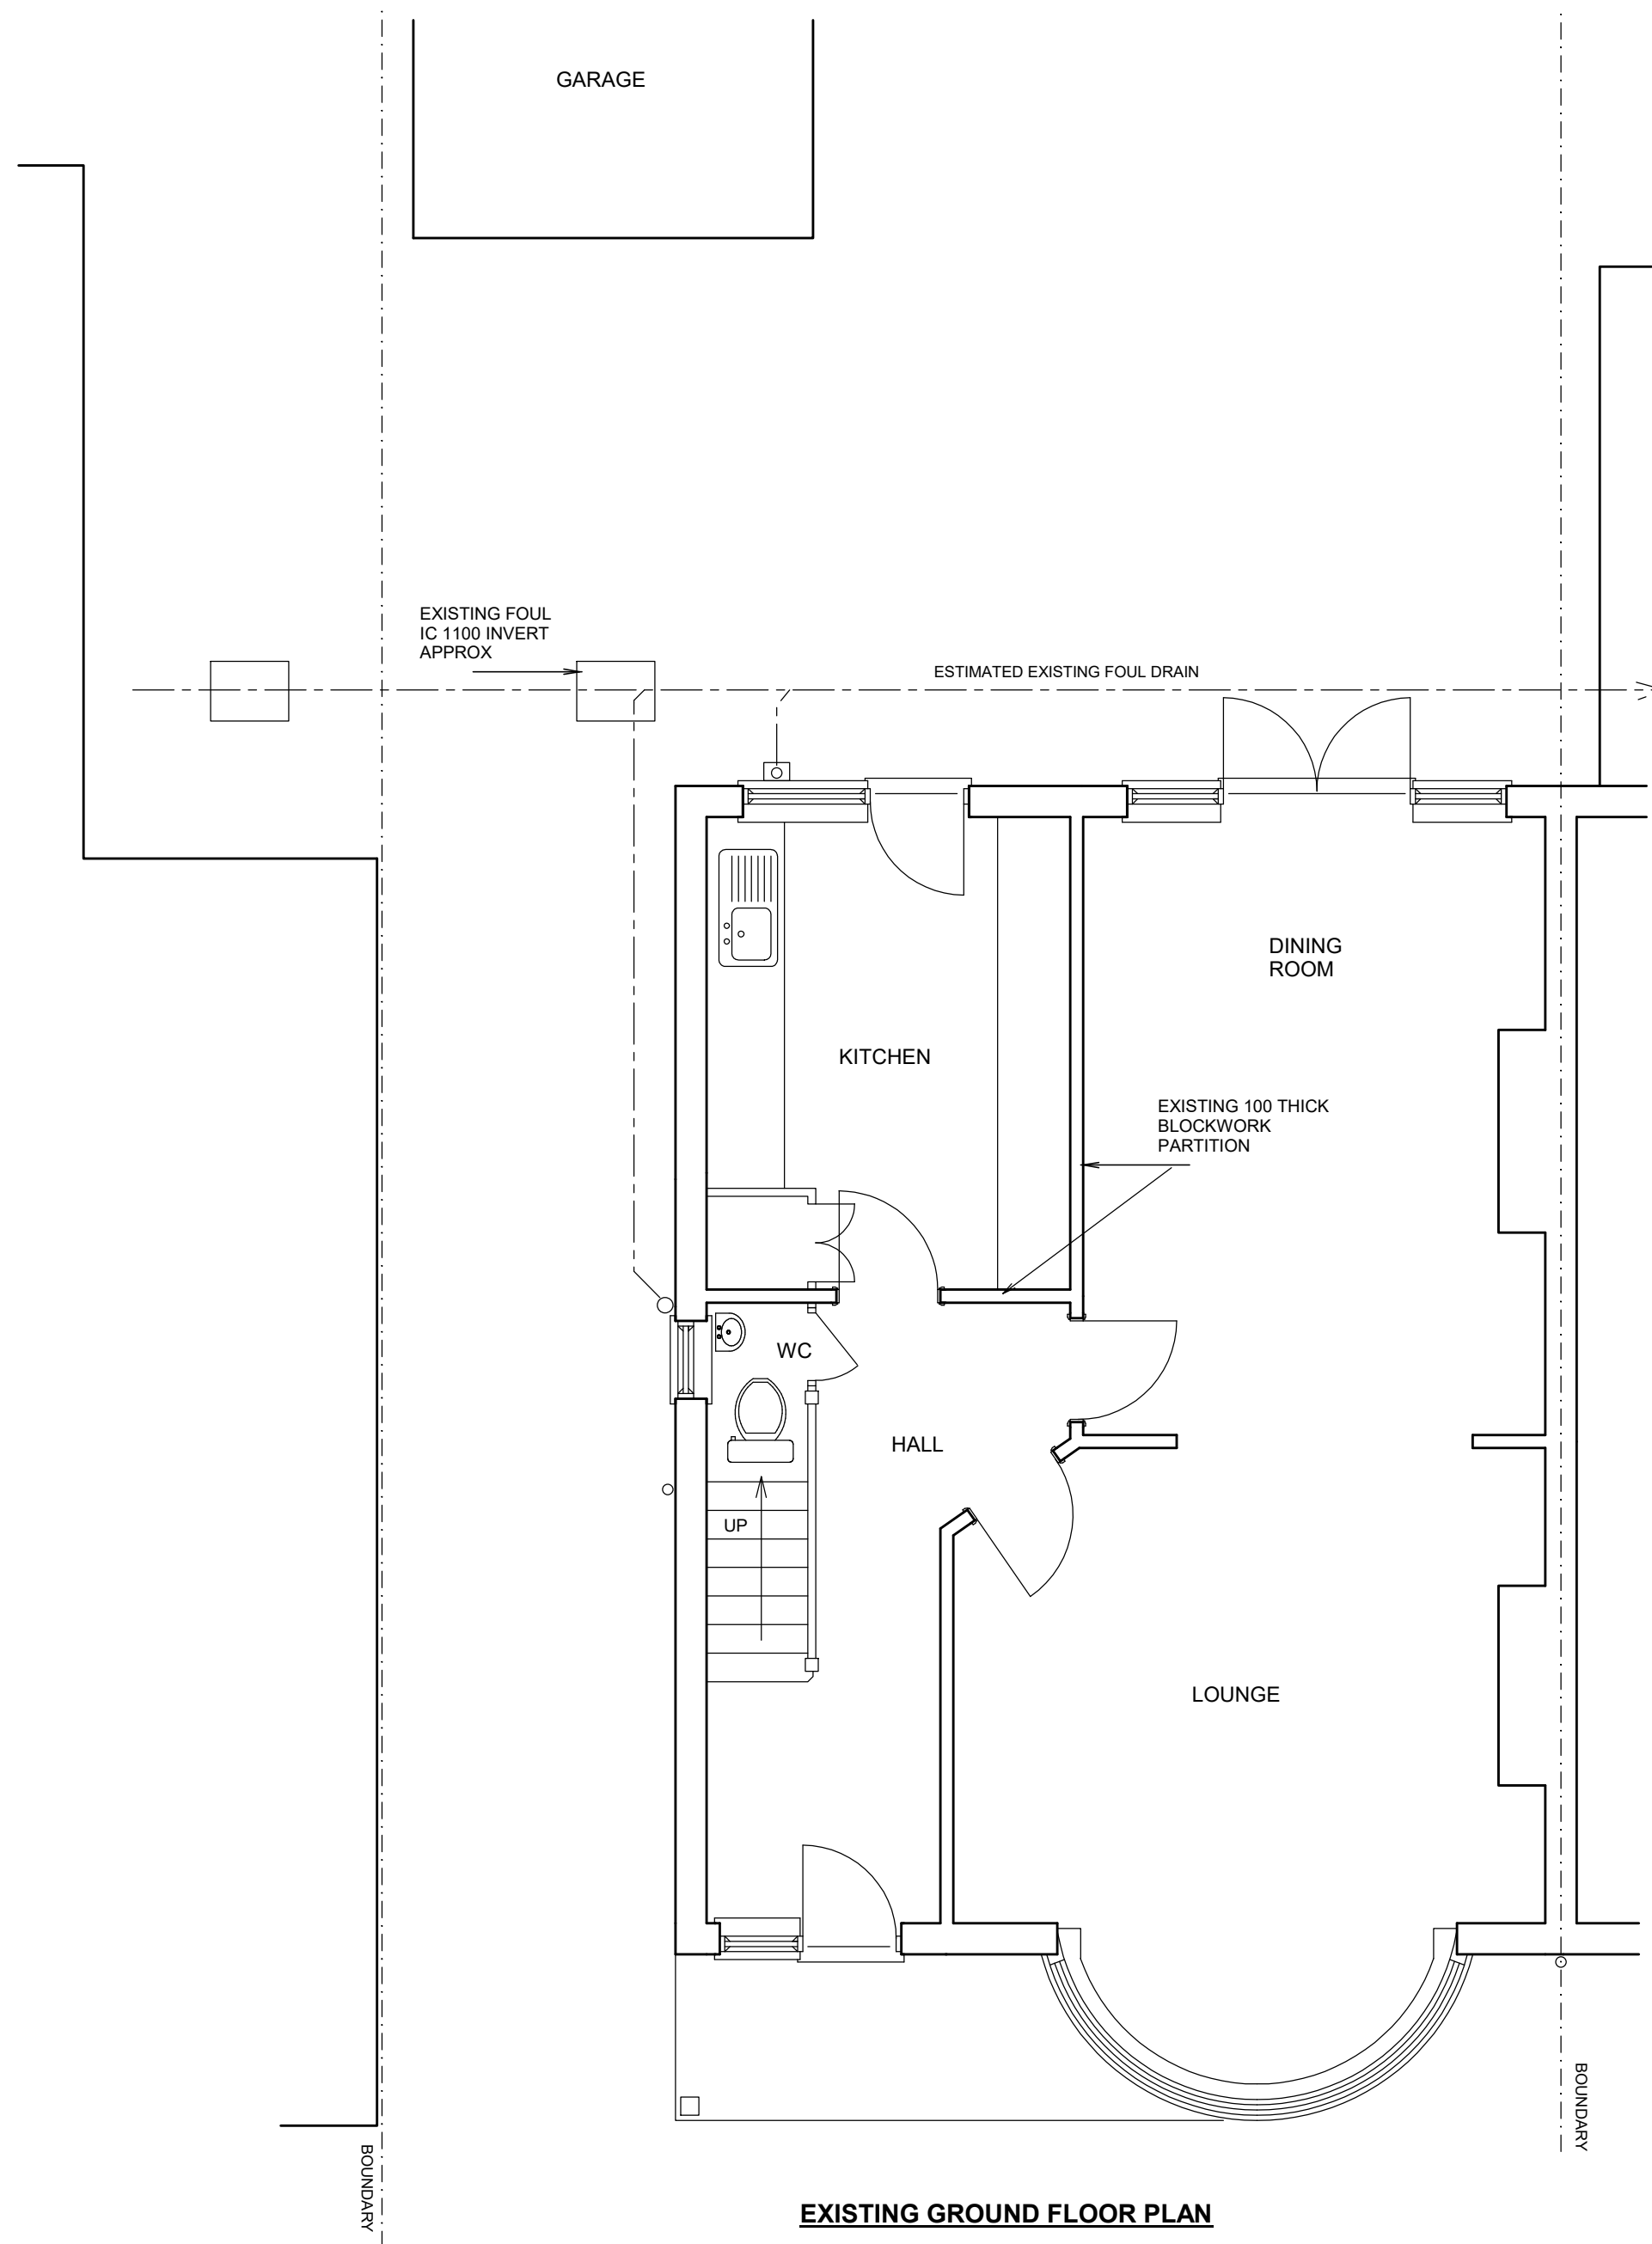 GARAGE
EXISTING FOUL
IC 1100 INVERT
APPROX
ESTIMATED EXISTING FOUL DRAIN
DINING
ROOM
KITCHEN
EXISTING 100 THICK
BLOCKWORK
PARTITION
WC
HALL
UP
LOUNGE
BOUNDARY
BOUNDARY
EXISTING GROUND FLOOR PLAN